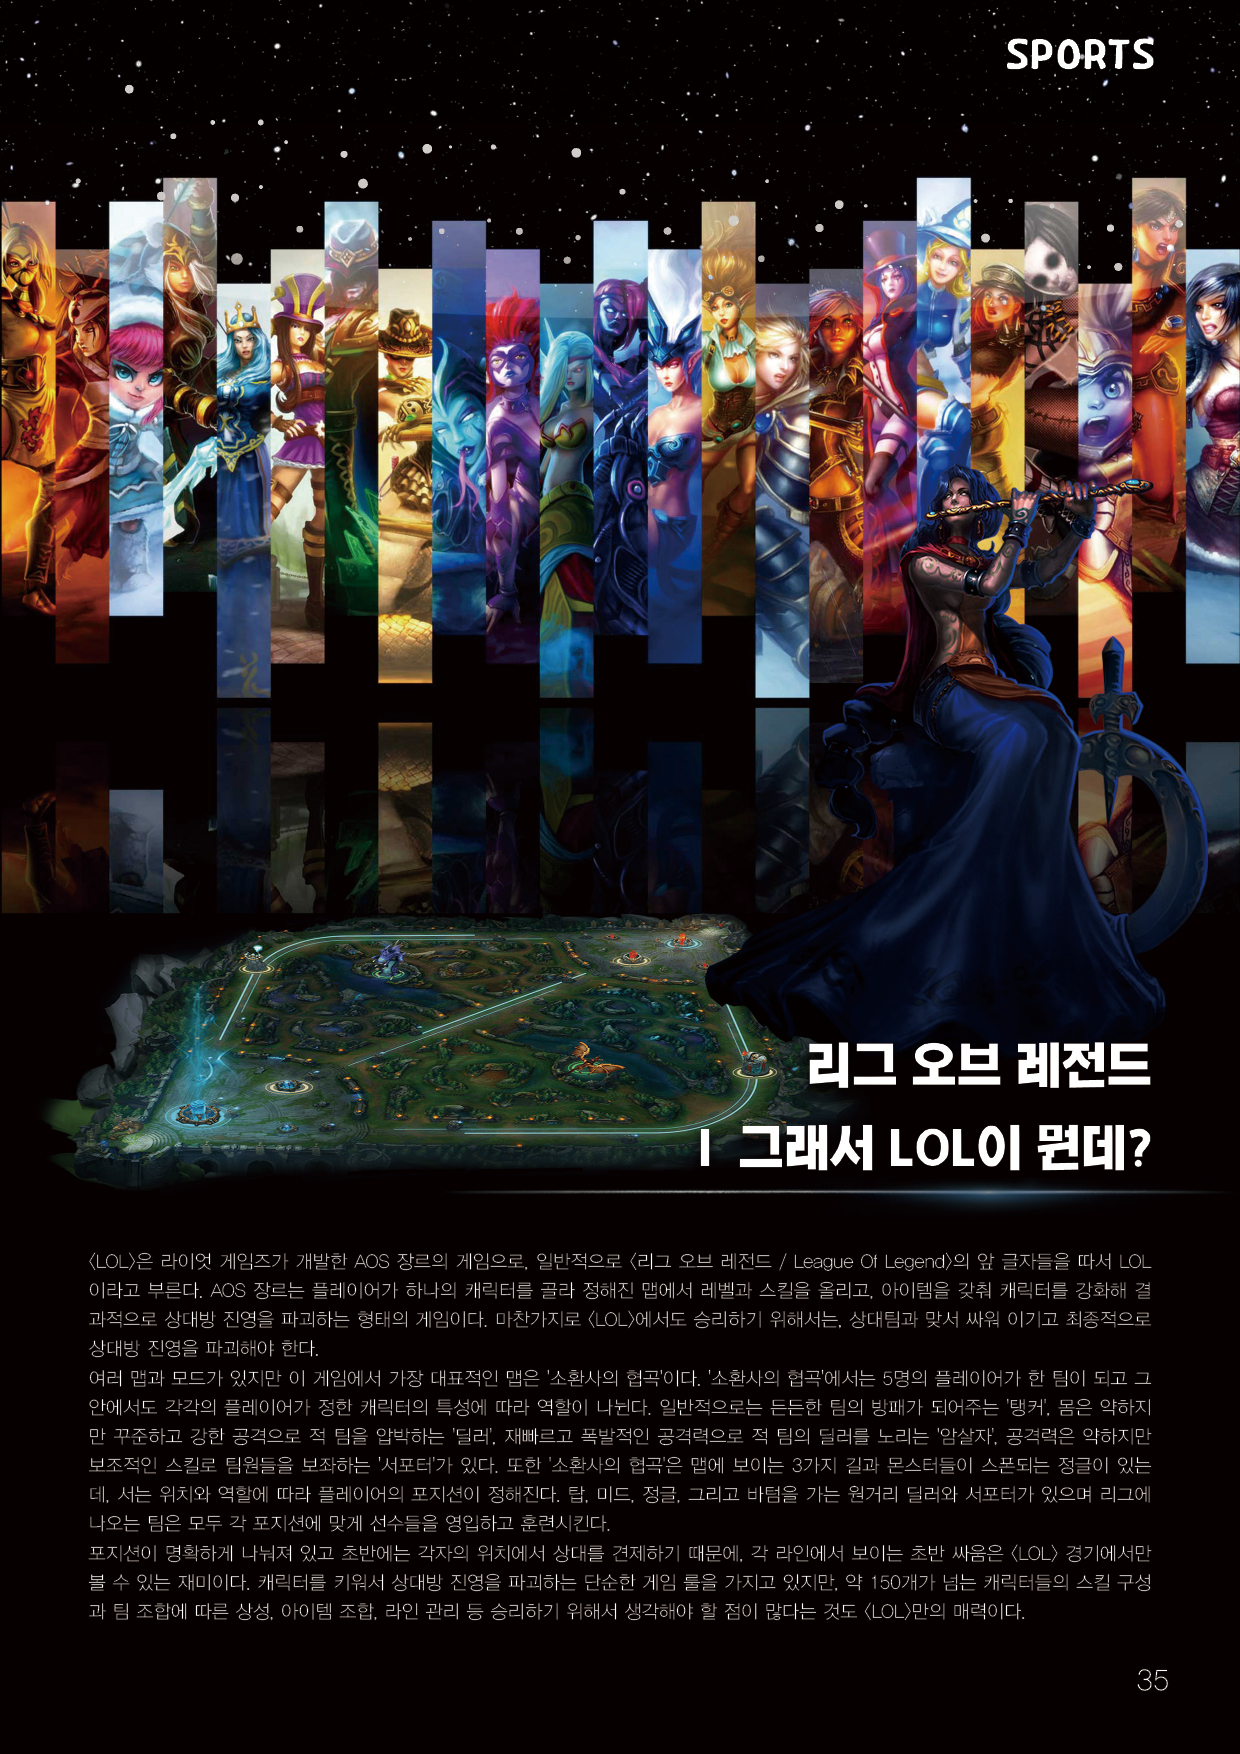 SPORTS
리그 오브 레전드
| 그래서 LOL이 뭔데?
〈LOL〉은 라이엇 게임즈가 개발한 AOS 장르의 게임으로, 일반적으로 〈리그 오브 레전드 / League Of Legend〉의 앞 글자들을 따서 LOL
이라고 부른다. AOS 장르는 플레이어가 하나의 캐릭터를 골라 정해진 맵에서 레벨과 스킬을 올리고, 아이템을 갖춰 캐릭터를 강화해 결
과적으로 상대방 진영을 파괴하는 형태의 게임이다. 마찬가지로 〈LOL〉에서도 승리하기 위해서는, 상대팀과 맞서 싸워 이기고 최종적으로
상대방 진영을 파괴해야 한다.
여러 맵과 모드가 있지만 이 게임에서 가장 대표적인 맵은 '소환사의 협곡'이다. '소환사의 협곡'에서는 5명의 플레이어가 한 팀이 되고 그
안에서도 각각의 플레이어가 정한 캐릭터의 특성에 따라 역할이 나뉜다. 일반적으로는 든든한 팀의 방패가 되어주는 '탱커', 몸은 약하지
만 꾸준하고 강한 공격으로 적 팀을 압박하는 '딜러', 재빠르고 폭발적인 공격력으로 적 팀의 딜러를 노리는 '암살자', 공격력은 약하지만
보조적인 스킬로 팀원들을 보좌하는 '서포터'가 있다. 또한 '소환사의 협곡'은 맵에 보이는 3가지 길과 몬스터들이 스폰되는 정글이 있는
데, 서는 위치와 역할에 따라 플레이어의 포지션이 정해진다. 탑, 미드, 정글, 그리고 바텀을 가는 원거리 딜러와 서포터가 있으며 리그에
나오는 팀은 모두 각 포지션에 맞게 선수들을 영입하고 훈련시킨다.
포지션이 명확하게 나눠져 있고 초반에는 각자의 위치에서 상대를 견제하기 때문에, 각 라인에서 보이는 초반 싸움은 〈LOL〉 경기에서만
볼 수 있는 재미이다. 캐릭터를 키워서 상대방 진영을 파괴하는 단순한 게임 룰을 가지고 있지만, 약 150개가 넘는 캐릭터들의 스킬 구성
과 팀 조합에 따른 상성, 아이템 조합, 라인 관리 등 승리하기 위해서 생각해야 할 점이 많다는 것도 〈LOL〉만의 매력이다.
35